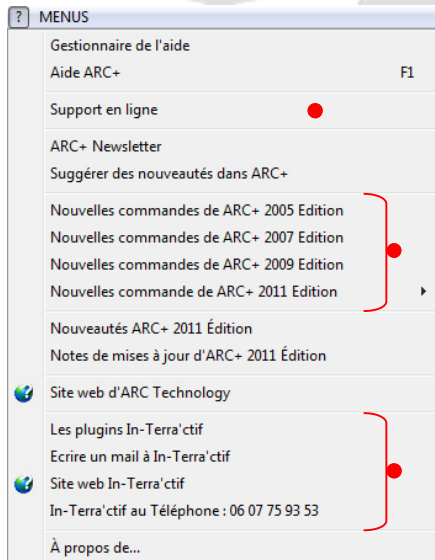 ? MENUS
Gestionnaire de l'aide
Aide ARC+ F1
Support en ligne
ARC+ Newsletter
Suggérer des nouveautés dans ARC+
Nouvelles commandes de ARC+ 2005 Edition
Nouvelles commandes de ARC+ 2007 Edition
Nouvelles commandes de ARC+ 2009 Edition
Nouvelles commande de ARC+ 2011 Edition
Nouveautés ARC+ 2011 Édition
Notes de mises à jour d'ARC+ 2011 Édition
Site web d'ARC Technology
Les plugins In-Terra'ctif
Ecrire un mail à In-Terra'ctif
Site web In-Terra'ctif
In-Terra'ctif au Téléphone : 06 07 75 93 53
À propos de...